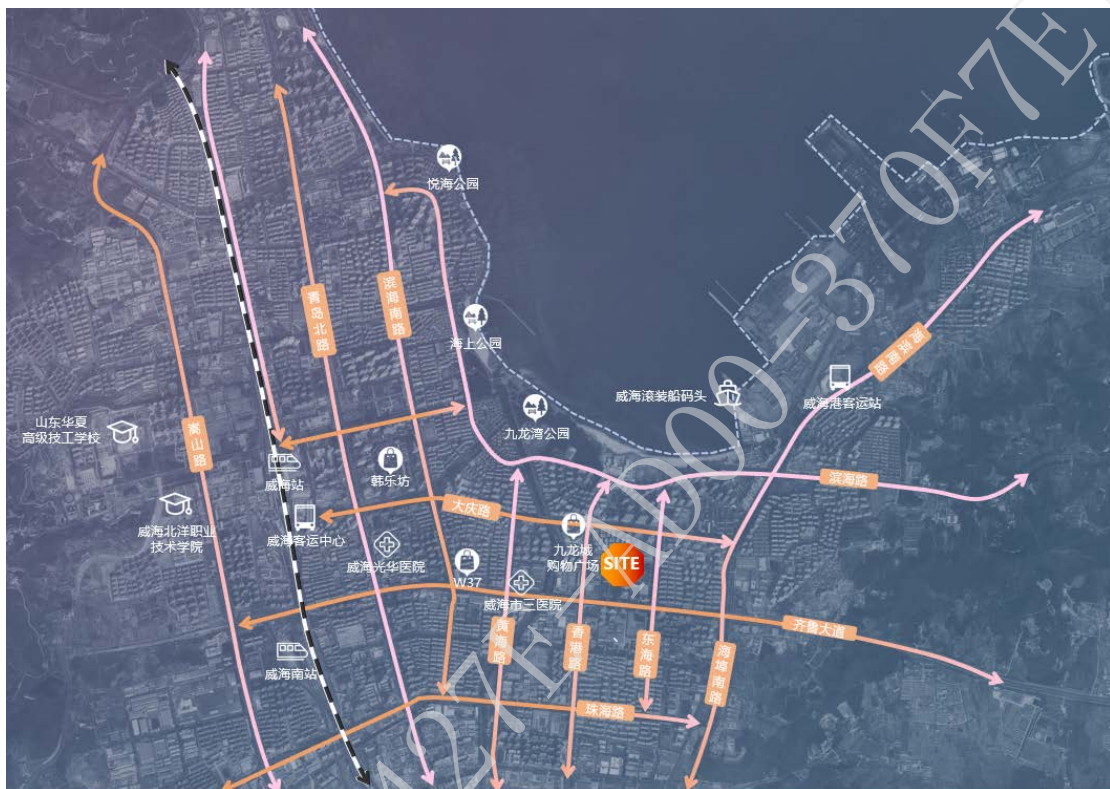 悦海公园
滨海南路
青岛北路
海上公园
威海滚装船码头
威海港客运站
九龙湾公园
山东华夏
高级技工学校
嵩山路
威海站
韩乐坊
滨海路
大庆路
威海北洋职业
技术学院
威海客运中心
九龙城
购物广场
SITE
威海光华医院
W37
威海市三医院
黄海路
香港路
东海路
齐鲁大道
海埠南路
威海南站
珠海路
A27E-AD00-370F7E